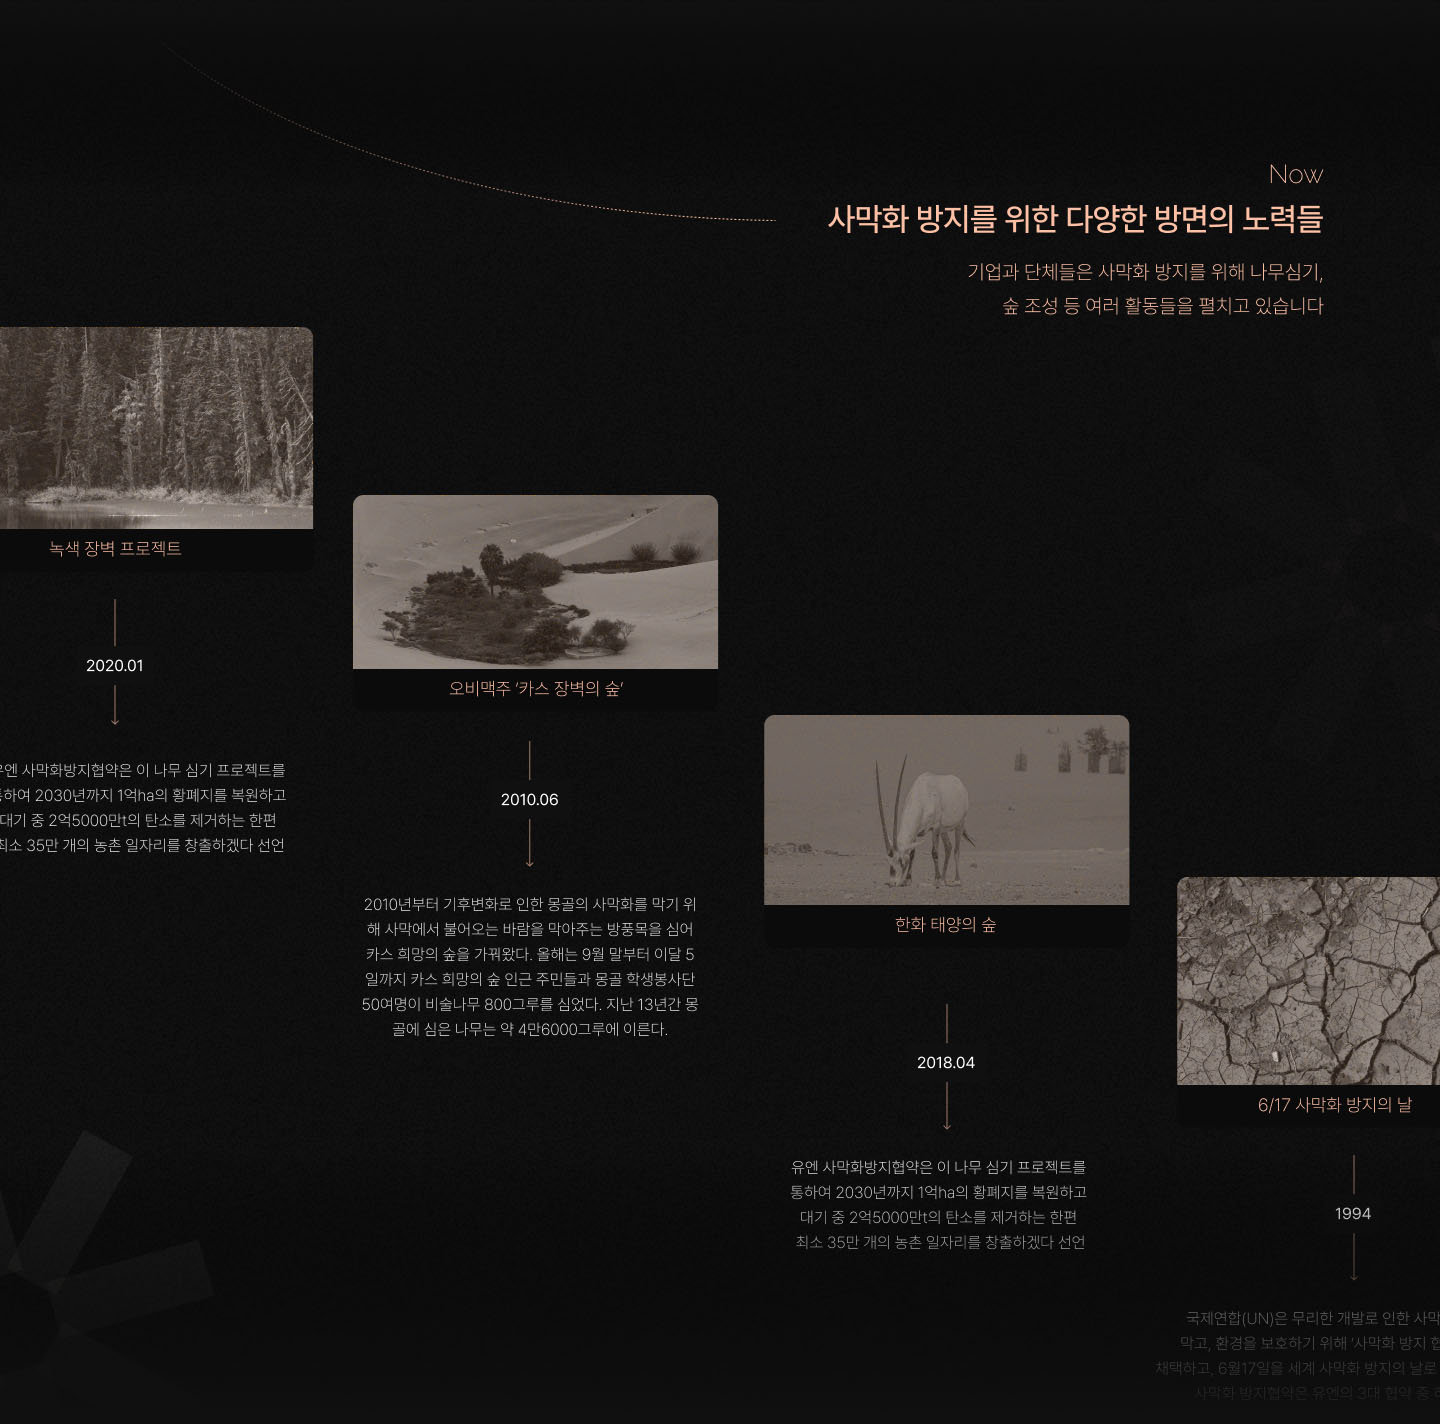 Now
사막화 방지를 위한 다양한 방면의 노력들
기업과 단체들은 사막화 방지를 위해 나무심기,
숲 조성 등 여러 활동들을 펼치고 있습니다
녹색 장벽 프로젝트
2020.01
유엔 사막화방지협약은 이 나무 심기 프로젝트를
통하여 2030년까지 1억ha의 황폐지를 복원하고
대기 중 2억5000만t의 탄소를 제거하는 한편
최소 35만 개의 농촌 일자리를 창출하겠다 선언
오비맥주 ‘카스 장벽의 숲’
2010.06
2010년부터 기후변화로 인한 몽골의 사막화를 막기 위
해 사막에서 불어오는 바람을 막아주는 방풍목을 심어
카스 희망의 숲을 가꿔왔다. 올해는 9월 말부터 이달 5
일까지 카스 희망의 숲 인근 주민들과 몽골 학생봉사단
50여명이 비술나무 800그루를 심었다. 지난 13년간 몽
골에 심은 나무는 약 4만6000그루에 이른다.
한화 태양의 숲
2018.04
유엔 사막화방지협약은 이 나무 심기 프로젝트를
통하여 2030년까지 1억ha의 황폐지를 복원하고
대기 중 2억5000만t의 탄소를 제거하는 한편
최소 35만 개의 농촌 일자리를 창출하겠다 선언
6/17 사막화 방지의 날
1994
국제연합(UN)은 무리한 개발로 인한 사막
막고, 환경을 보호하기 위해 '사막화 방지 협
채택하고, 6월17일을 세계 사막화 방지의 날로
사막화 방지협약은 유엔의 3대 협약 중